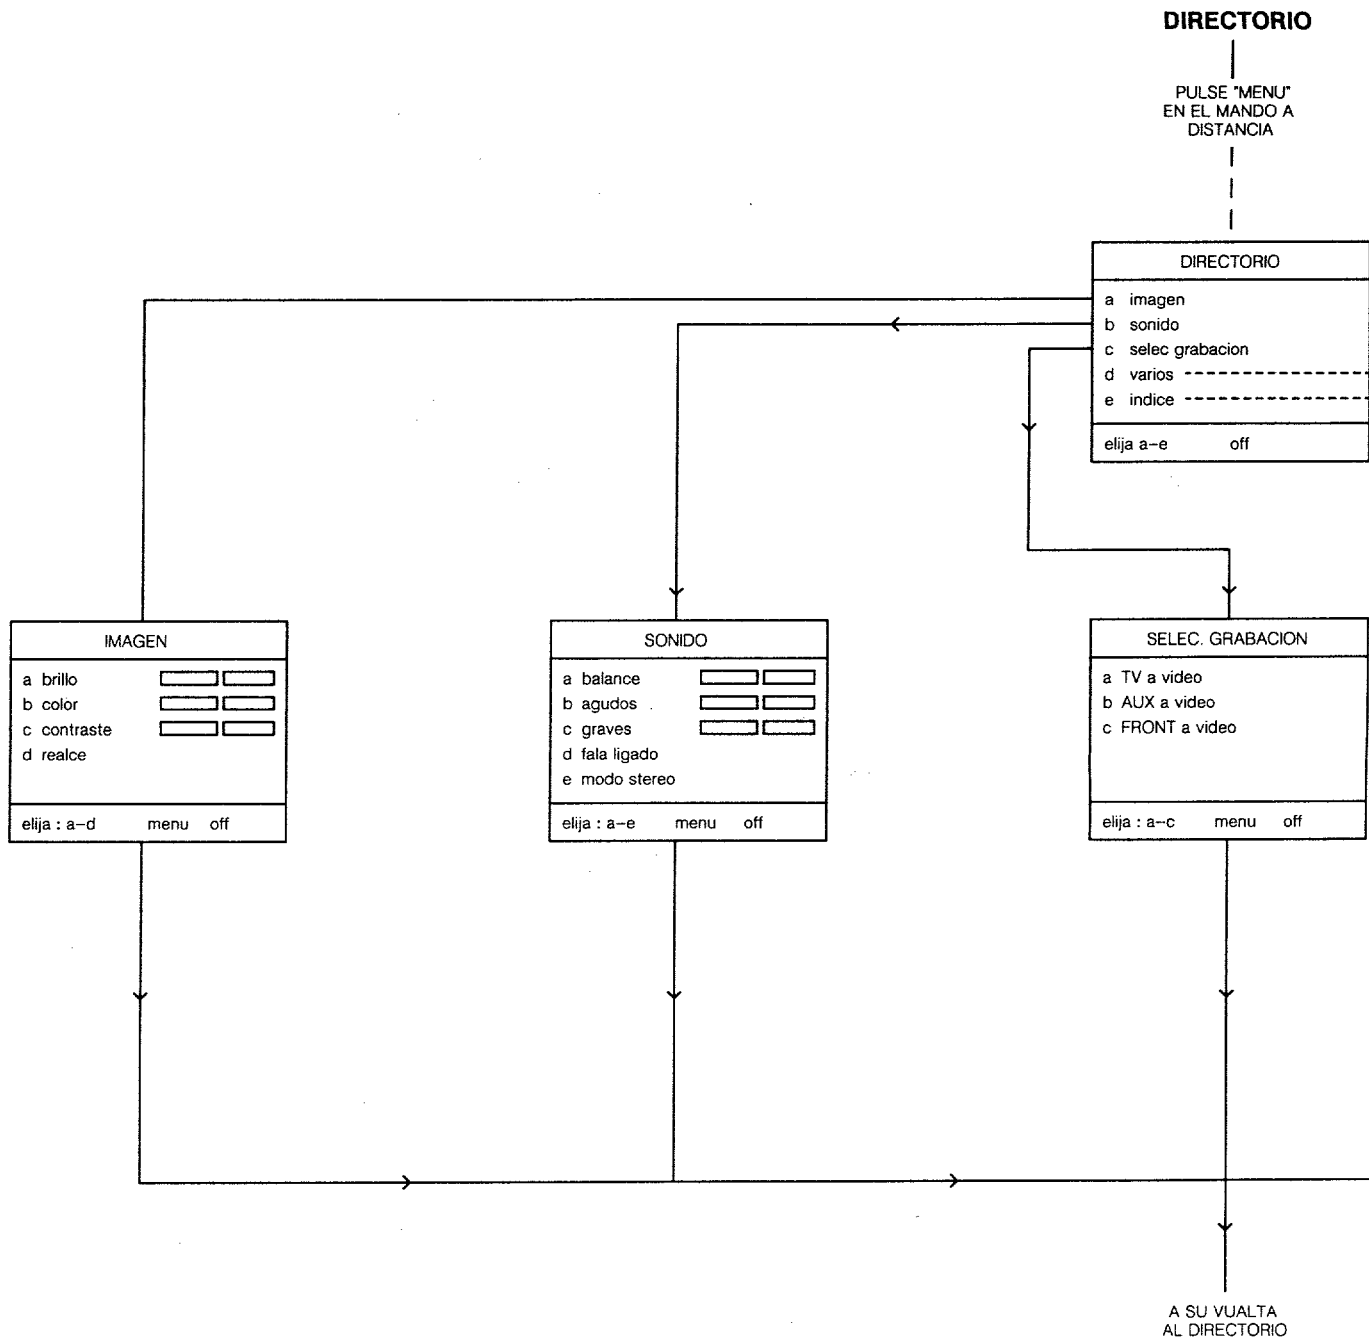 DIRECTORIO
PULSE "MENU"
EN EL MANDO A
DISTANCIA
DIRECTORIO
a imagen
b sonido
c selec grabacion
d varios
e indice
elija a-e off
IMAGEN
a brillo
b color
c contraste
d realce
elija : a-d menu off
SONIDO
a balance
b agudos
c graves
d fala ligado
e modo stereo
elija : a-e menu off
SELEC. GRABACION
a TV a video
b AUX a video
c FRONT a video
elija : a-c menu off
A SU VUALTA
AL DIRECTORIO